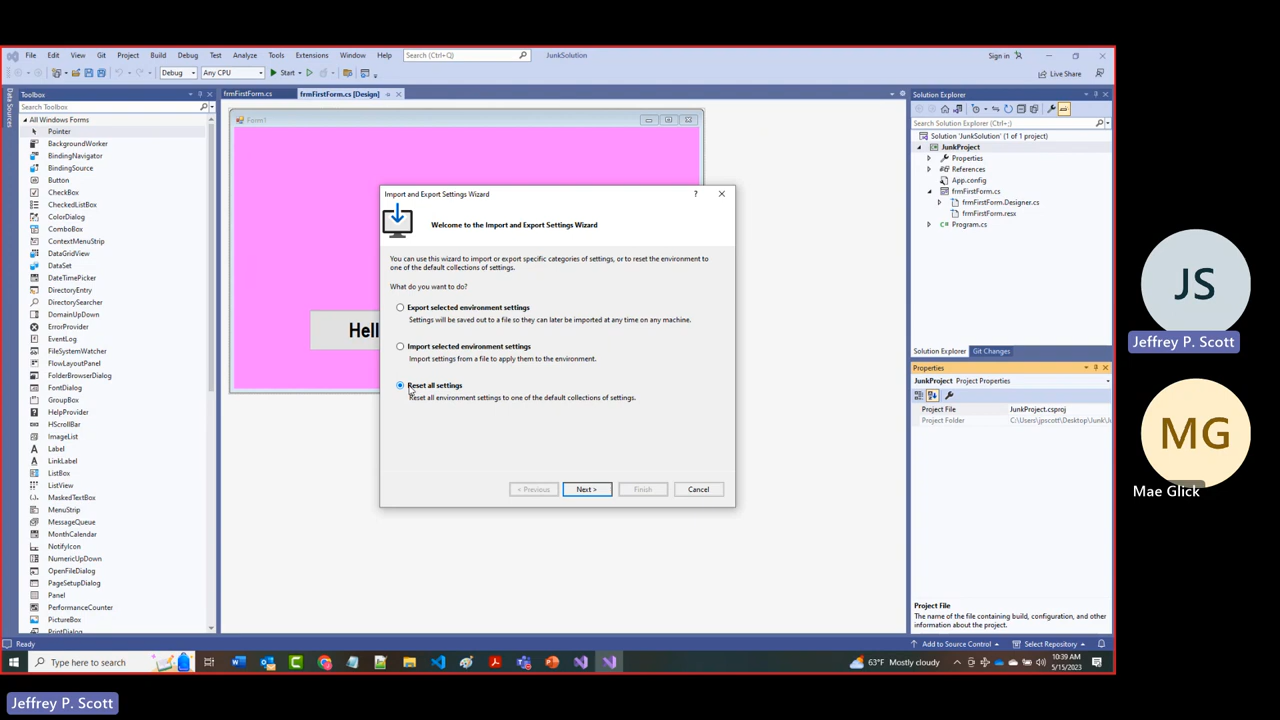 File Edit View Git Project Build Debug Test Analyze Tools Extensions Window Help Search (Ctrl+Q) JunkSolution Sign in
Debug Any CPU Start Live Share
Data Sources
Toolbox
Search Toolbox
All Windows Forms
Pointer
BackgroundWorker
BindingNavigator
BindingSource
Button
CheckBox
CheckedListBox
ColorDialog
ComboBox
ContextMenuStrip
DataGridView
DataSet
DateTimePicker
DirectoryEntry
DirectorySearcher
DomainUpDown
ErrorProvider
EventLog
FileSystemWatcher
FlowLayoutPanel
FolderBrowserDialog
FontDialog
GroupBox
HelpProvider
HScrollBar
ImageList
Label
LinkLabel
ListBox
ListView
MaskedTextBox
MenuStrip
MessageQueue
MonthCalendar
NotifyIcon
NumericUpDown
OpenFileDialog
PageSetupDialog
Panel
PerformanceCounter
PictureBox
PrintDialog
frmFirstForm.cs frmFirstForm.cs [Design]
Form1
Hell
Import and Export Settings Wizard ?
Welcome to the Import and Export Settings Wizard
You can use this wizard to import or export specific categories of settings, or to reset the environment to
one of the default collections of settings.
What do you want to do?
Export selected environment settings
Settings will be saved out to a file so they can later be imported at any time on any machine.
Import selected environment settings
Import settings from a file to apply them to the environment.
Reset all settings
Reset all environment settings to one of the default collections of settings.
< Previous Next > Finish Cancel
Solution Explorer
Search Solution Explorer (Ctrl+;)
Solution 'JunkSolution' (1 of 1 project)
JunkProject
Properties
References
App.config
frmFirstForm.cs
frmFirstForm.Designer.cs
frmFirstForm.resx
Program.cs
Solution Explorer Git Changes
Properties
JunkProject Project Properties
Project File JunkProject.csproj
Project Folder C:\Users\jpscott\Desktop\Junk\
Project File
The name of the file containing build, configuration, and other
information about the project.
Ready Add to Source Control Select Repository
Type here to search 63°F Mostly cloudy 10:39 AM
5/15/2023
JS
Jeffrey P. Scott
MG
Mae Glick
Jeffrey P. Scott